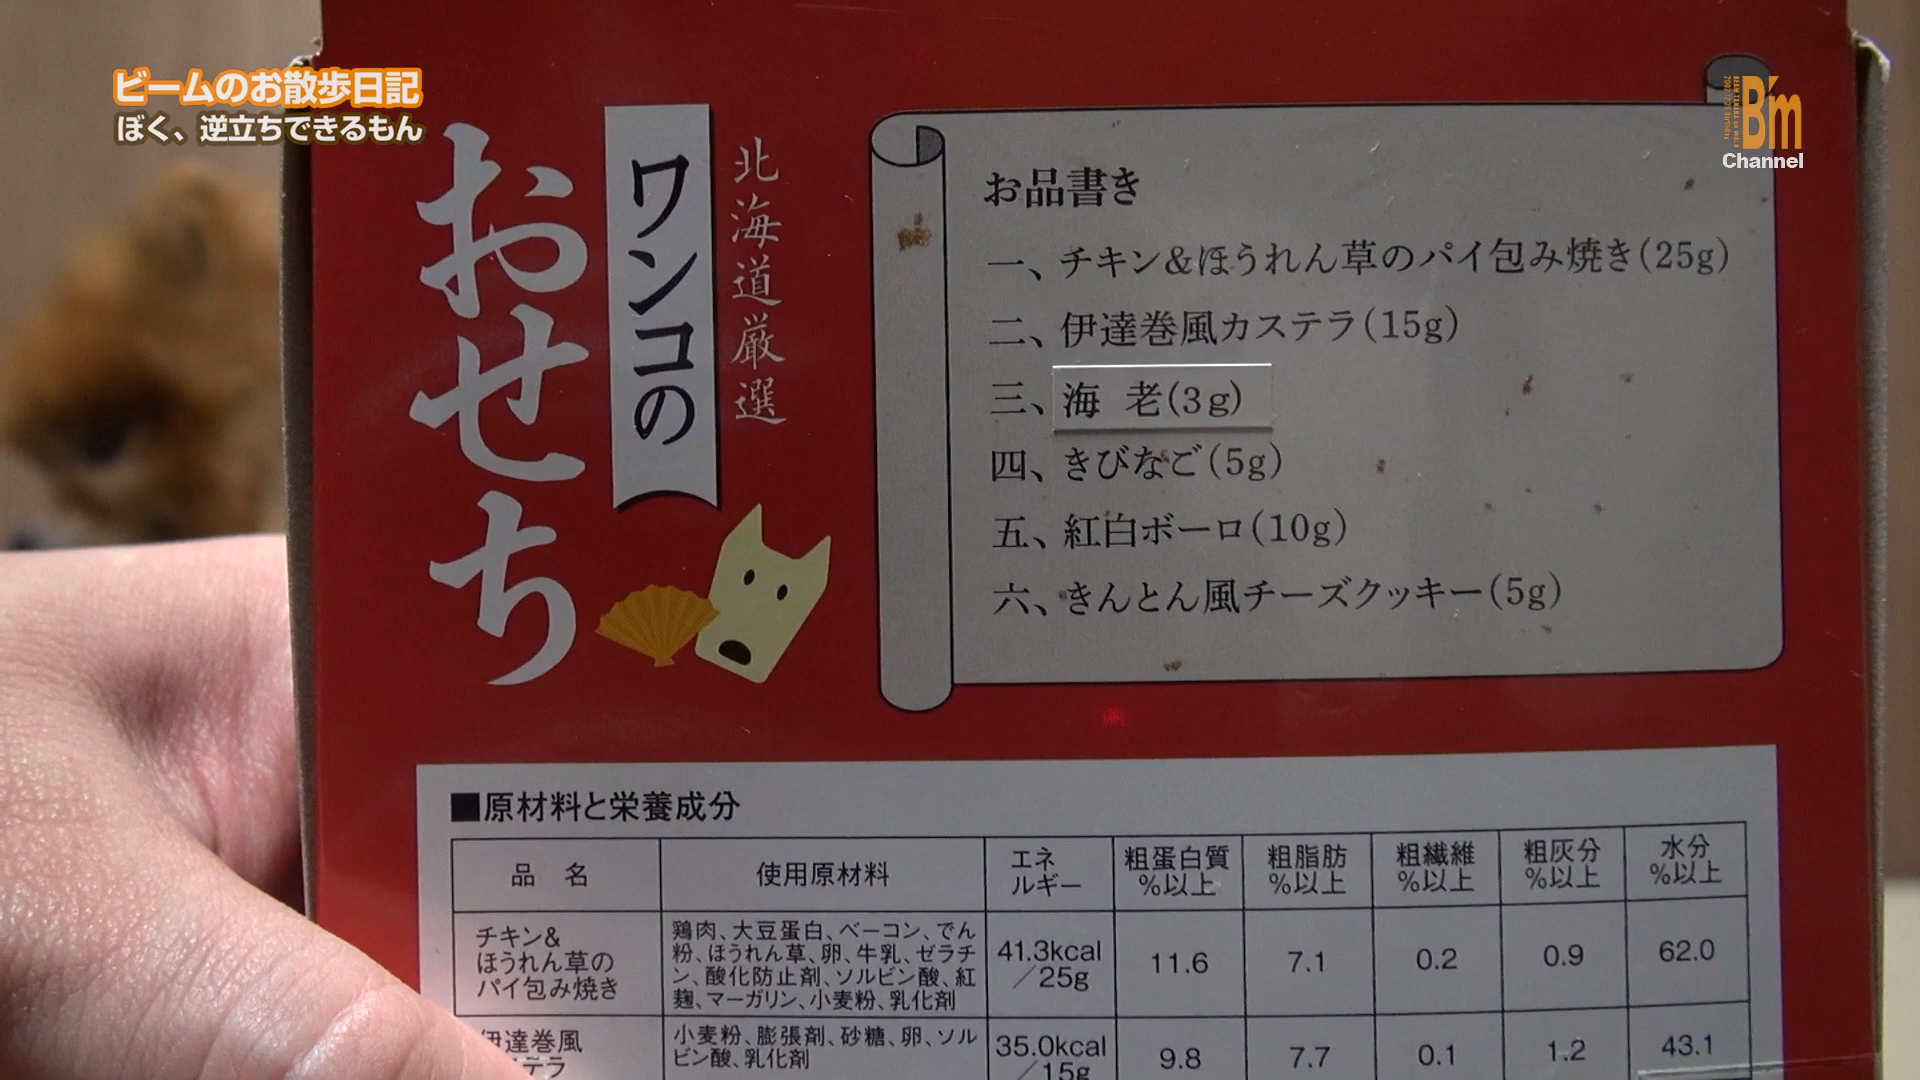 ビームのお散歩日記
ぼく、逆立ちできるもん
B'm
Channel
北海道厳選
ワンコの
おせち
お品書き
一、チキン&ほうれん草のパイ包み焼き(25g)
二、伊達巻風カステラ(15g)
三、海 老(3g)
四、きびなご(5g)
五、紅白ボーロ(10g)
六、きんとん風チーズクッキー(5g)
■原材料と栄養成分
品 名
使用原材料
エネ
ルギー
粗蛋白質
%以上
粗脂肪
%以上
粗繊維
%以上
粗灰分
%以上
水分
%以上
チキン&
ほうれん草の
パイ包み焼き
鶏肉、大豆蛋白、ベーコン、でん
粉、ほうれん草、卵、牛乳、ゼラチ
ン、酸化防止剤、ソルビン酸、紅
麹、マーガリン、小麦粉、乳化剤
41.3kcal
/25g
11.6
7.1
0.2
0.9
62.0
伊達巻風
テラ
小麦粉、膨張剤、砂糖、卵、ソル
ビン酸、乳化剤
35.0kcal
/15g
9.8
7.7
0.1
1.2
43.1